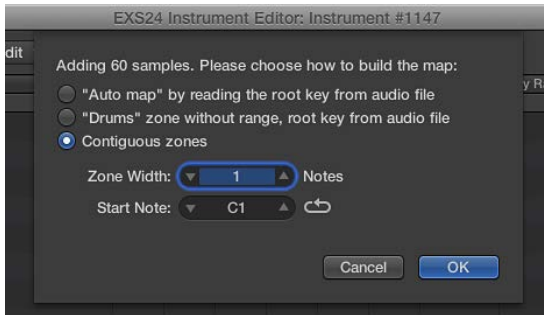 EXS24 Instrument Editor: Instrument #1147
dit
Adding 60 samples. Please choose how to build the map:
y R
"Auto map" by reading the root key from audio file
"Drums" zone without range, root key from audio file
Contiguous zones
Zone Width: 1 Notes
Start Note: C1
Cancel OK